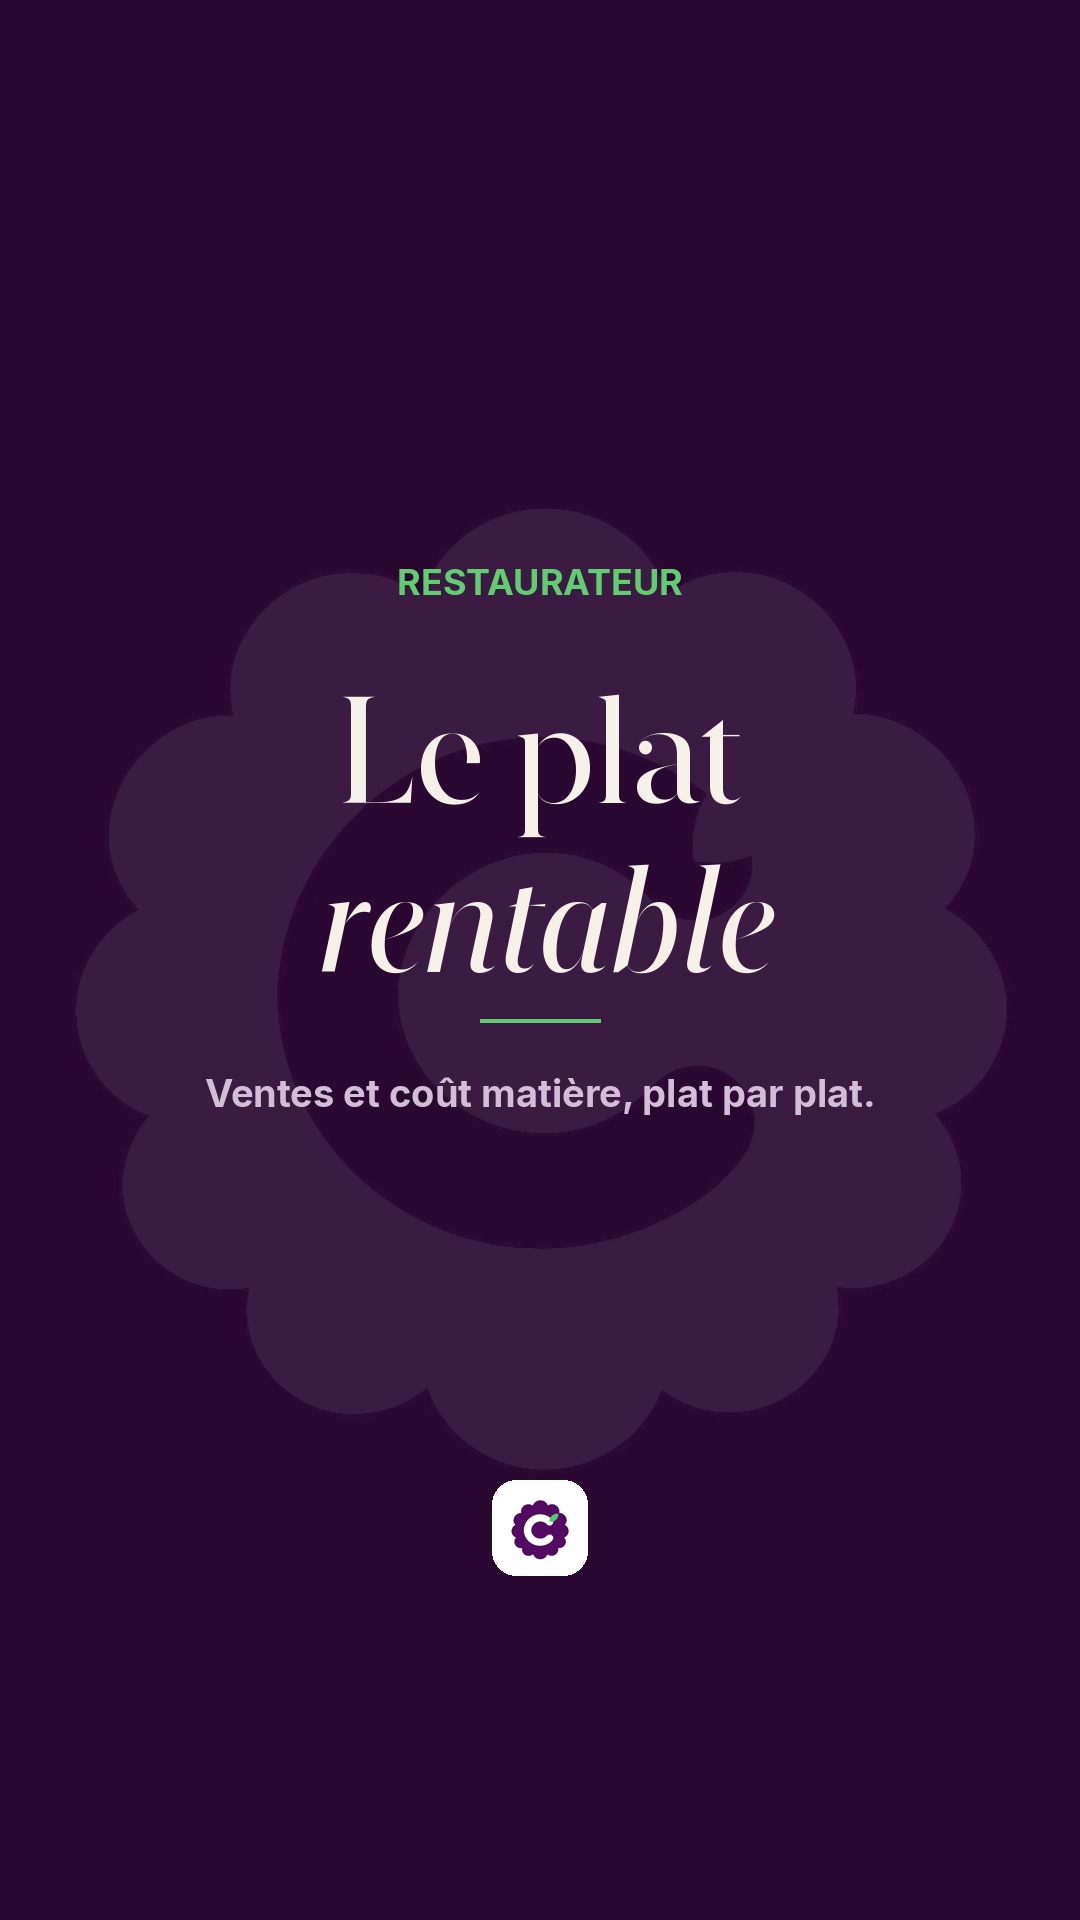 RESTAURATEUR
Le plat
rentable
Ventes et coût matière, plat par plat.